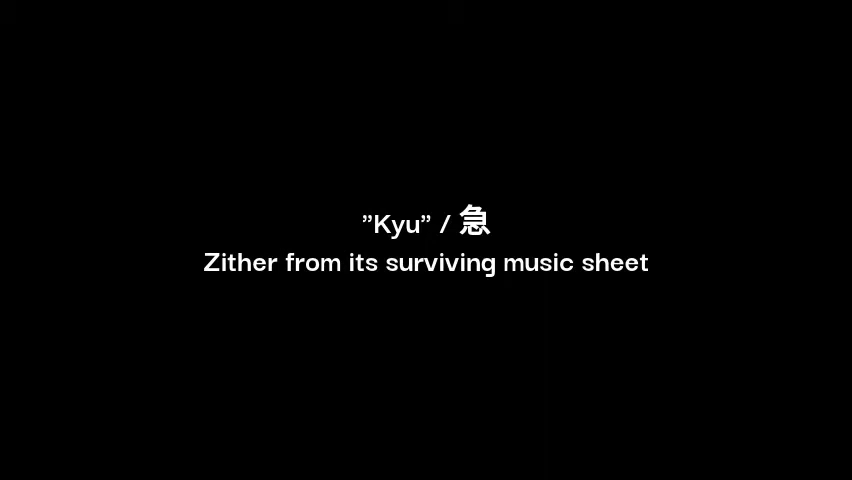 ”Kyu” / 急
Zither from its surviving music sheet